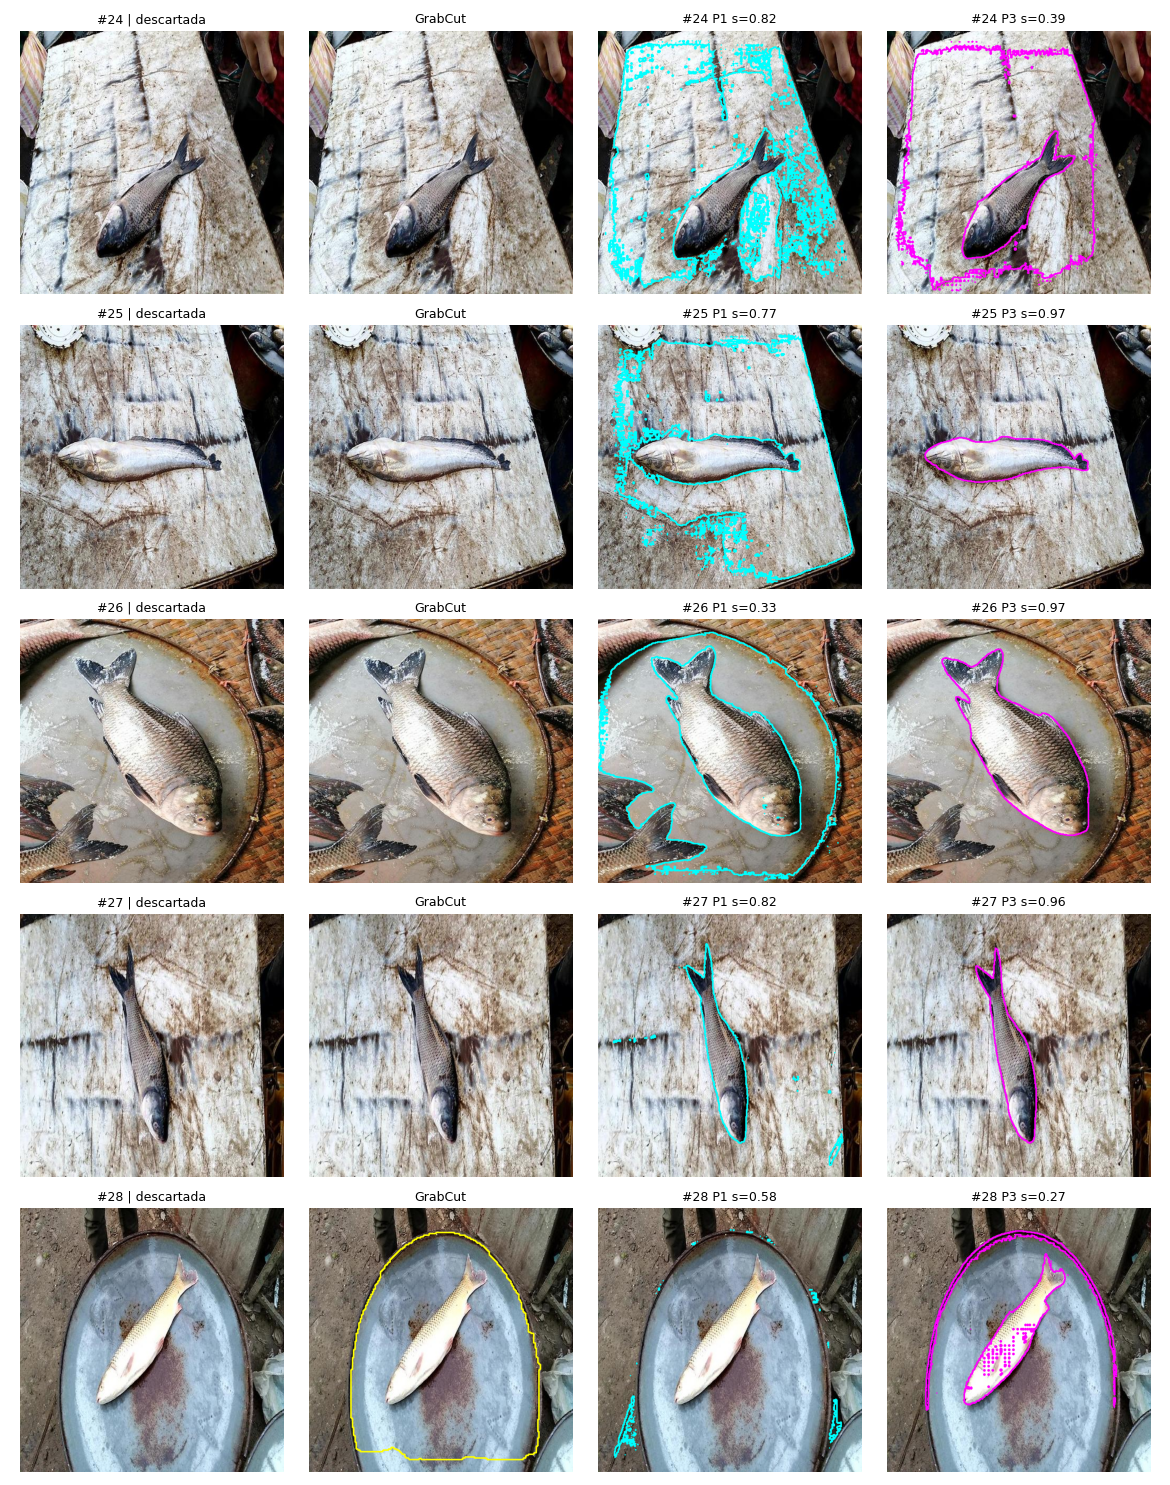 #24 | descartada GrabCut #24 P1 s=0.82 #24 P3 s=0.39
#25 | descartada GrabCut #25 P1 s=0.77 #25 P3 s=0.97
#26 | descartada GrabCut #26 P1 s=0.33 #26 P3 s=0.97
#27 | descartada GrabCut #27 P1 s=0.82 #27 P3 s=0.96
#28 | descartada GrabCut #28 P1 s=0.58 #28 P3 s=0.27